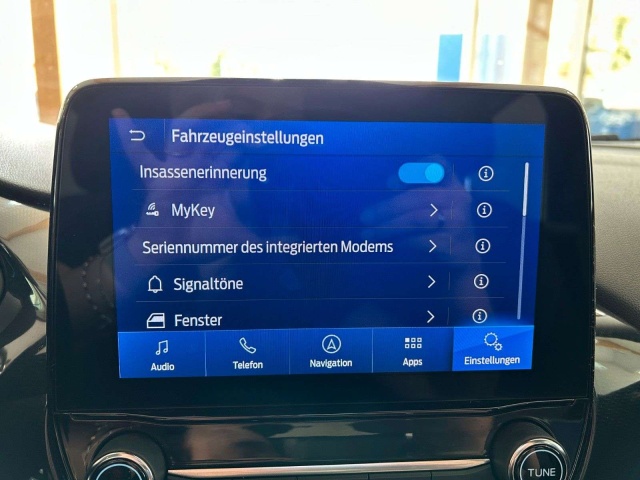 Fahrzeugeinstellungen
Insassenerinnerung
MyKey
Seriennummer des integrierten Modems
Signaltöne
Fenster
Audio
Telefon
Navigation
Apps
Einstellungen
TUNE